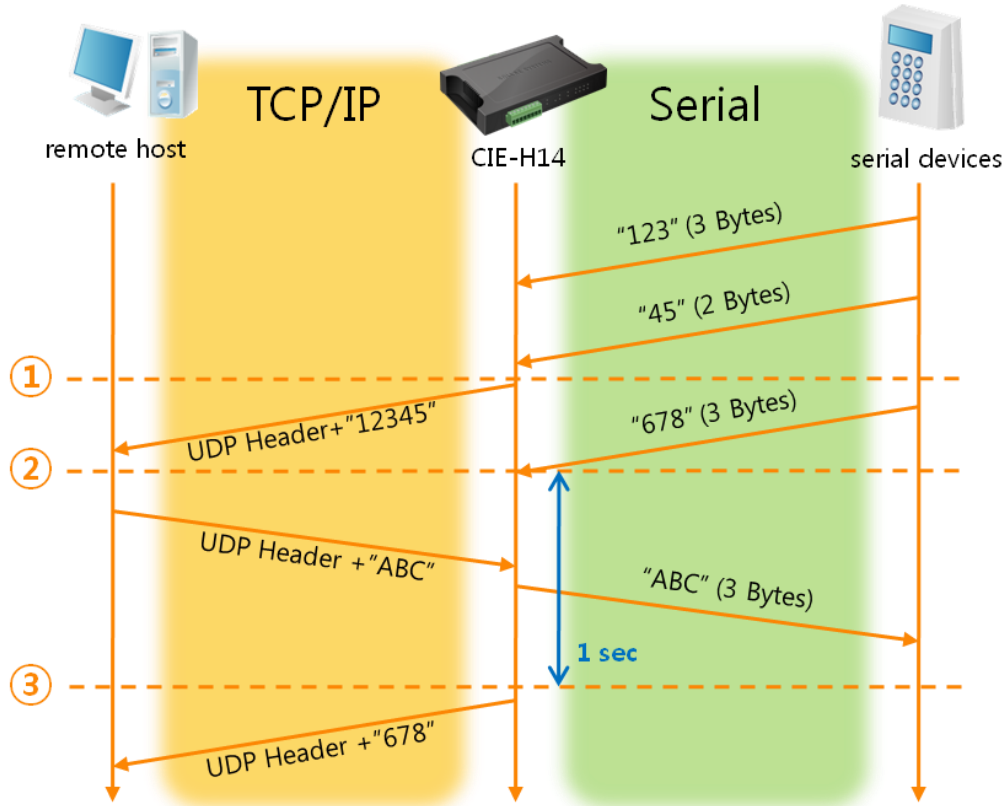 TCP/IP
Serial
remote host
CIE-H14
serial devices
“123” (3 Bytes)
“45” (2 Bytes)
①
UDP Header+”12345”
“678” (3 Bytes)
②
UDP Header +”ABC”
“ABC” (3 Bytes)
1 sec
③
UDP Header +”678”